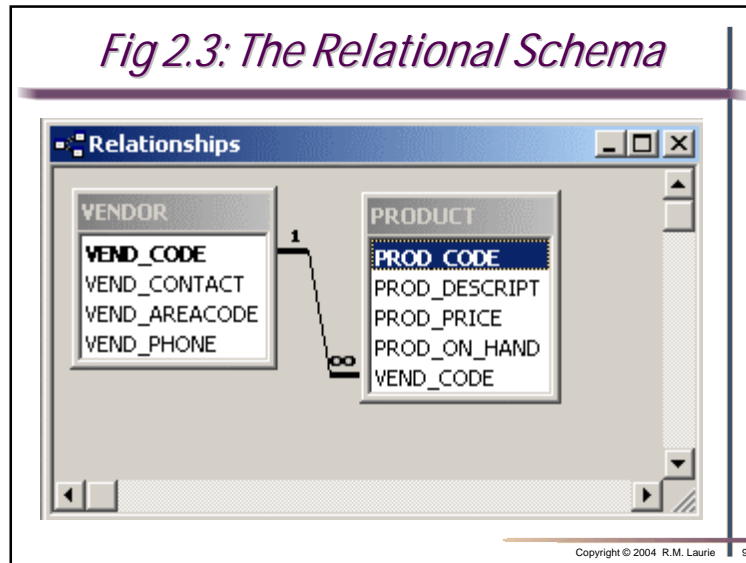 Fig 2.3: The Relational Schema
Relationships
VENDOR
VEND_CODE
VEND_CONTACT
VEND_AREACODE
VEND_PHONE
1
∞
PRODUCT
PROD_CODE
PROD_DESCRIPT
PROD_PRICE
PROD_ON_HAND
VEND_CODE
Copyright © 2004 R.M. Laurie 9